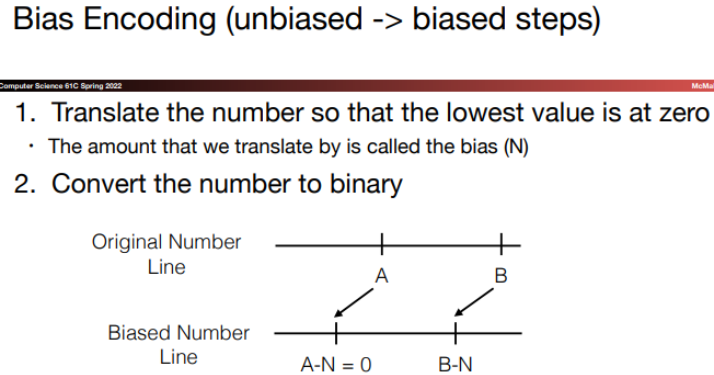 Bias Encoding (unbiased -> biased steps)
Computer Science 61C Spring 2022
McMa
1. Translate the number so that the lowest value is at zero
• The amount that we translate by is called the bias (N)
2. Convert the number to binary
Original Number
Line
A
B
Biased Number
Line
A-N = 0
B-N